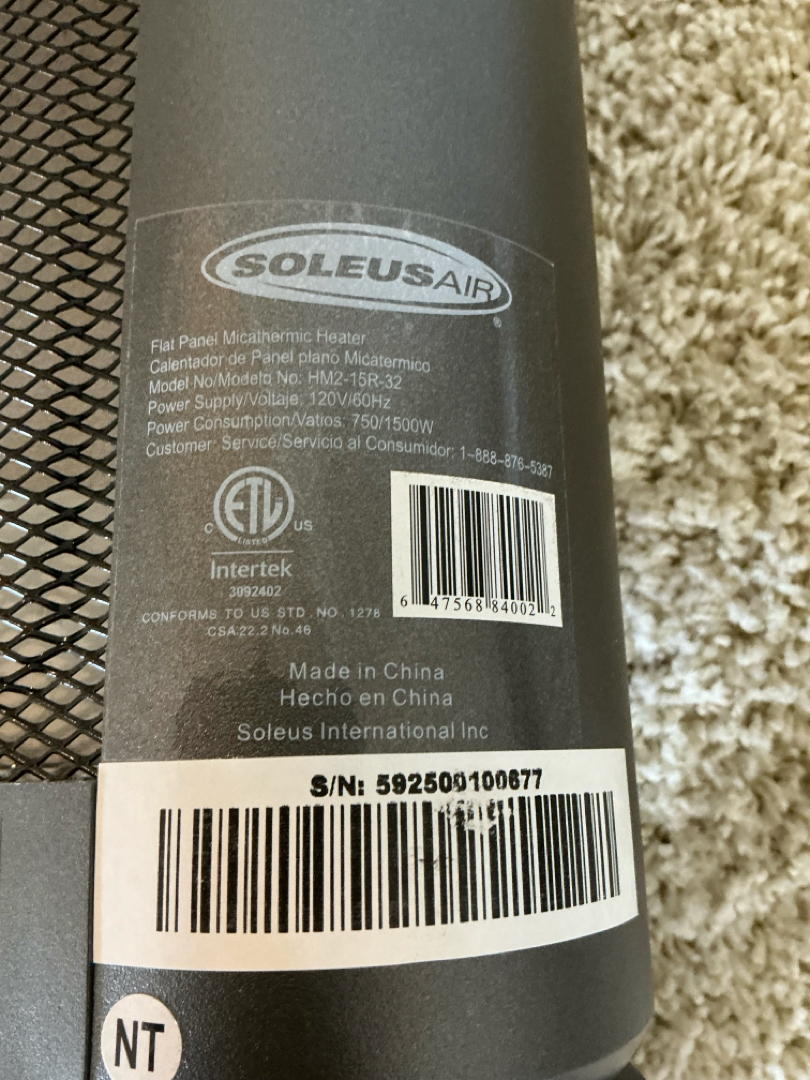 SOLEUSAIR®
Flat Panel Micathermic Heater
Calentador de Panel plano Micatermico
Model No/Modelo No: HM2-15R-32
Power Supply/Voltaje: 120V/60Hz
Power Consumption/Vatios: 750/1500W
Customer Service/Servicio al Consumidor: 1-888-876-5387
C ETL US
LISTED
Intertek
3092402
CONFORMS TO US STD . NO . 1278
CSA 22.2 No.46
6 47568 84002 2
Made in China
Hecho en China
Soleus International Inc
S/N: 592500100677
NT